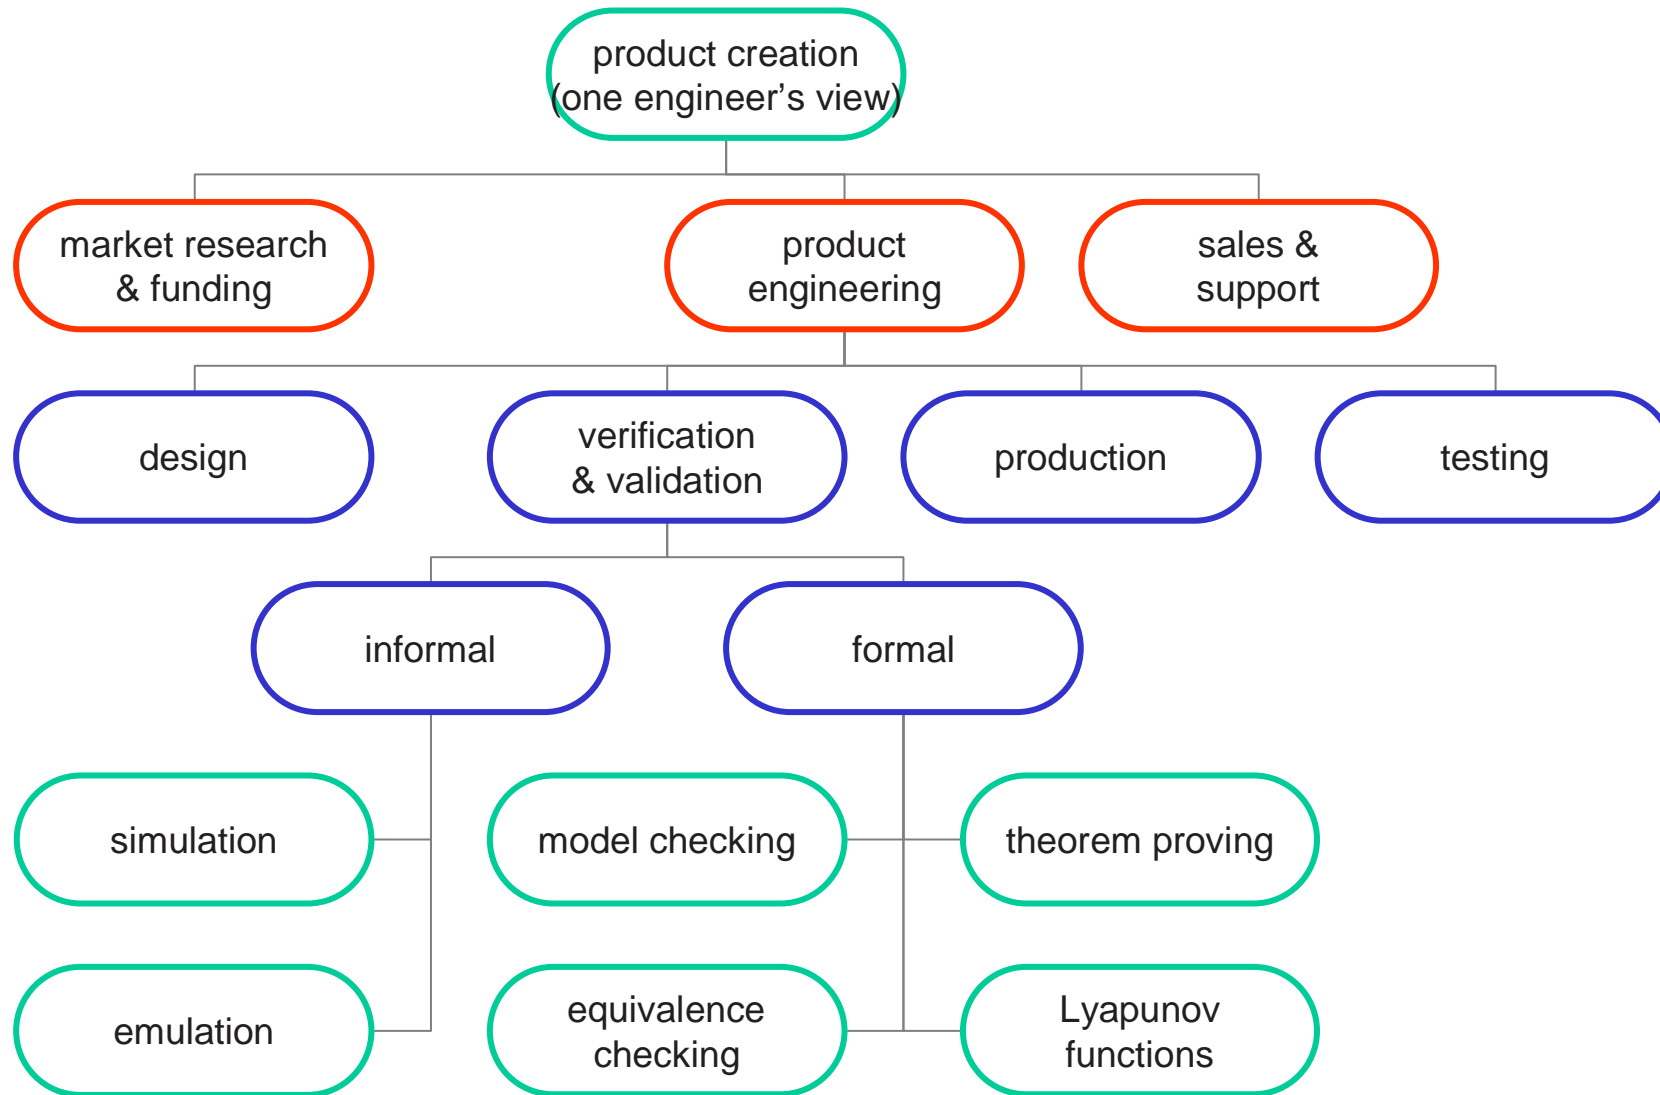 product creation
(one engineer's view)
market research
& funding
product
engineering
sales &
support
design
verification
& validation
production
testing
informal
formal
simulation
model checking
theorem proving
emulation
equivalence
checking
Lyapunov
functions